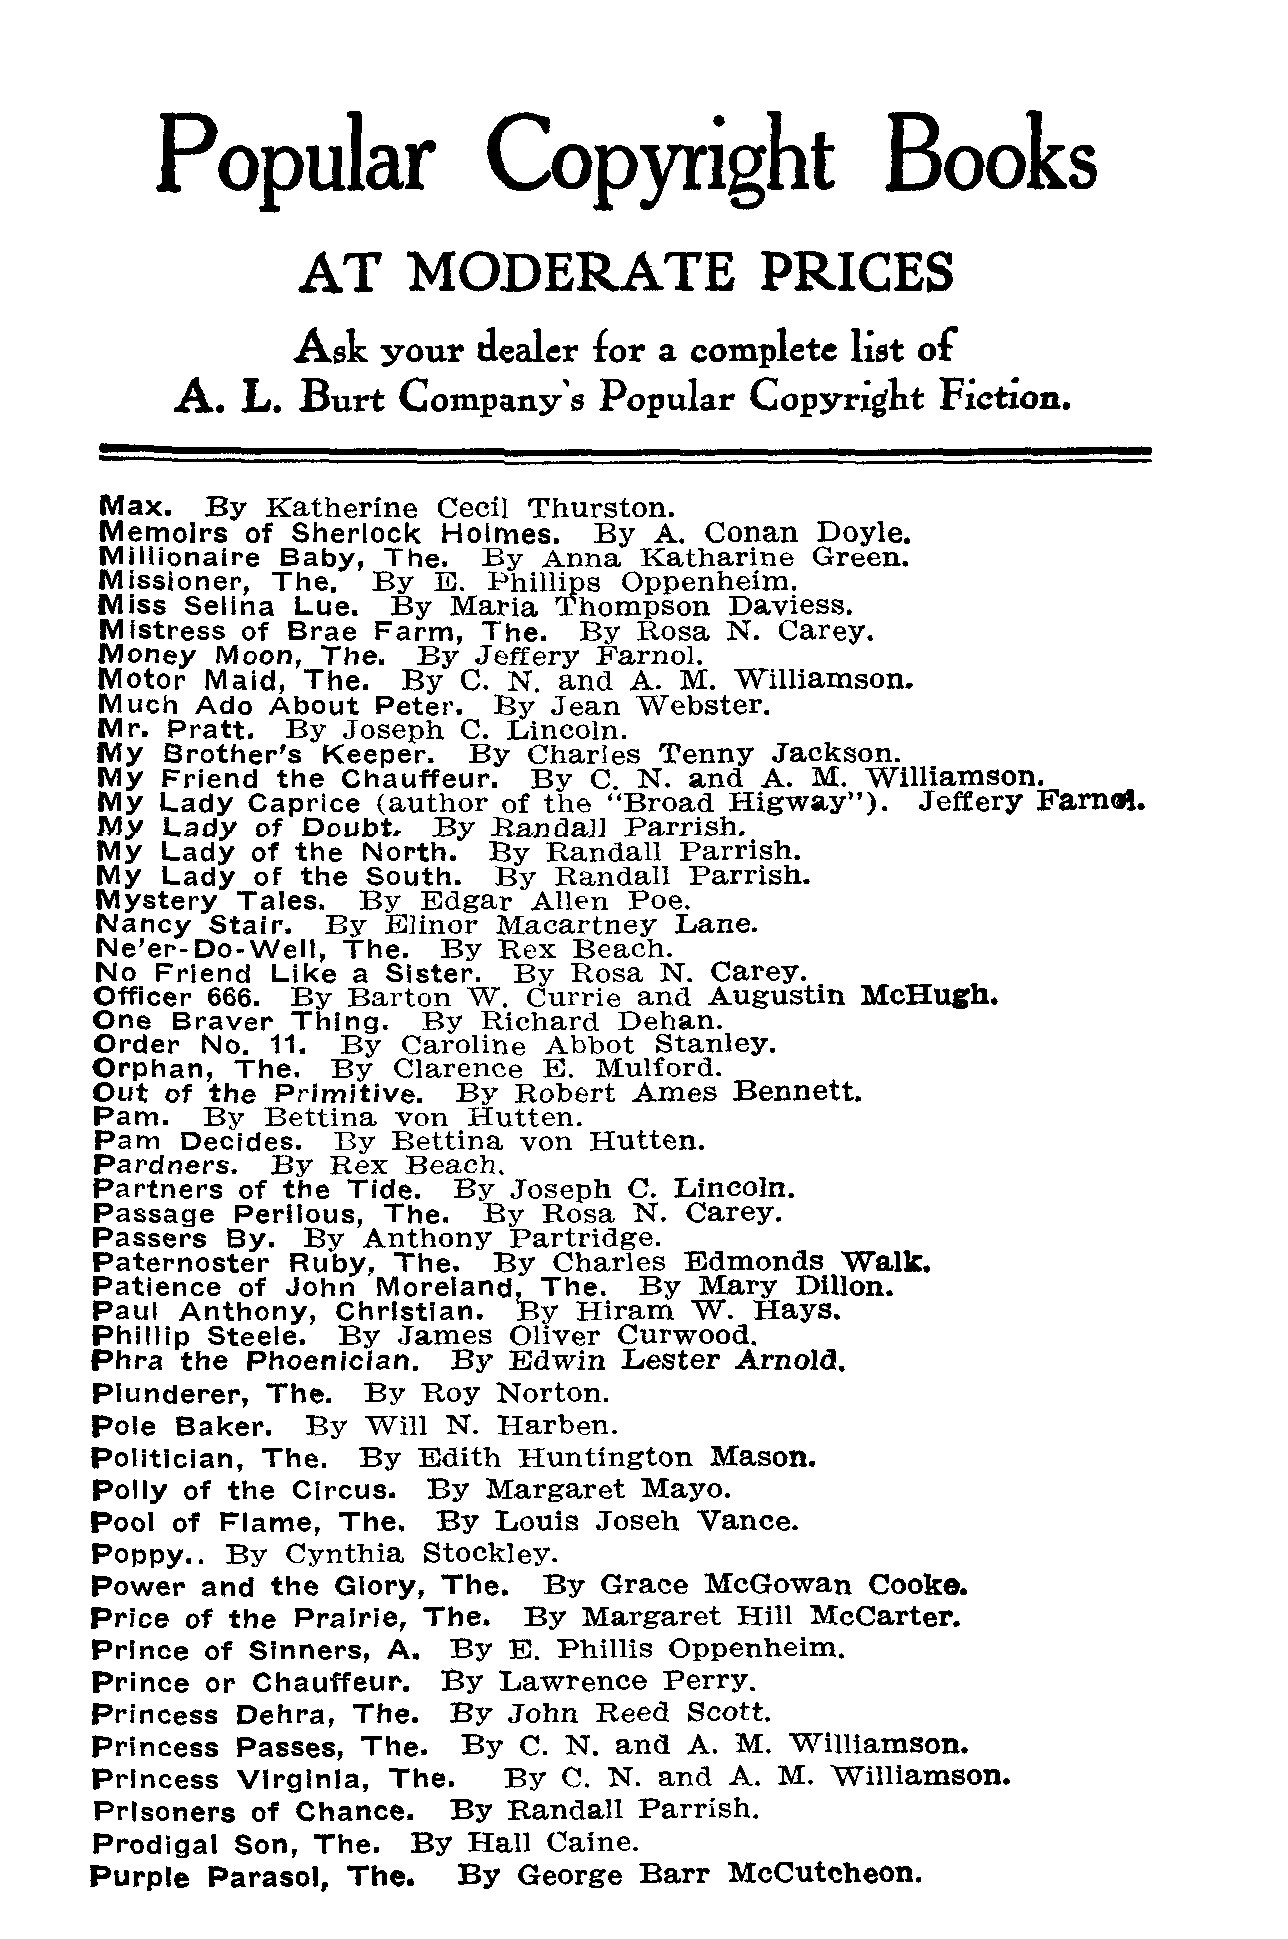 Popular Copyright Books
AT MODERATE PRICES
Ask your dealer for a complete list of
A. L. Burt Company's Popular Copyright Fiction.
Max. By Katherine Cecil Thurston.
Memoirs of Sherlock Holmes. By A. Conan Doyle.
Millionaire Baby, The. By Anna Katharine Green.
Missioner, The. By E. Phillips Oppenheim.
Miss Selina Lue. By Maria Thompson Daviess.
Mistress of Brae Farm, The. By Rosa N. Carey.
Money Moon, The. By Jeffery Farnol.
Motor Maid, The. By C. N. and A. M. Williamson.
Much Ado About Peter. By Jean Webster.
Mr. Pratt. By Joseph C. Lincoln.
My Brother's Keeper. By Charles Tenny Jackson.
My Friend the Chauffeur. By C. N. and A. M. Williamson.
My Lady Caprice (author of the "Broad Higway"). Jeffery Farnol.
My Lady of Doubt. By Randall Parrish.
My Lady of the North. By Randall Parrish.
My Lady of the South. By Randall Parrish.
Mystery Tales. By Edgar Allen Poe.
Nancy Stair. By Elinor Macartney Lane.
Ne'er-Do-Well, The. By Rex Beach.
No Friend Like a Sister. By Rosa N. Carey.
Officer 666. By Barton W. Currie and Augustin McHugh.
One Braver Thing. By Richard Dehan.
Order No. 11. By Caroline Abbot Stanley.
Orphan, The. By Clarence E. Mulford.
Out of the Primitive. By Robert Ames Bennett.
Pam. By Bettina von Hutten.
Pam Decides. By Bettina von Hutten.
Pardners. By Rex Beach.
Partners of the Tide. By Joseph C. Lincoln.
Passage Perilous, The. By Rosa N. Carey.
Passers By. By Anthony Partridge.
Paternoster Ruby, The. By Charles Edmonds Walk.
Patience of John Moreland, The. By Mary Dillon.
Paul Anthony, Christian. By Hiram W. Hays.
Phillip Steele. By James Oliver Curwood.
Phra the Phoenician. By Edwin Lester Arnold.
Plunderer, The. By Roy Norton.
Pole Baker. By Will N. Harben.
Politician, The. By Edith Huntington Mason.
Polly of the Circus. By Margaret Mayo.
Pool of Flame, The. By Louis Joseh Vance.
Poppy.. By Cynthia Stockley.
Power and the Glory, The. By Grace McGowan Cooke.
Price of the Prairie, The. By Margaret Hill McCarter.
Prince of Sinners, A. By E. Phillis Oppenheim.
Prince or Chauffeur. By Lawrence Perry.
Princess Dehra, The. By John Reed Scott.
Princess Passes, The. By C. N. and A. M. Williamson.
Princess Virginia, The. By C. N. and A. M. Williamson.
Prisoners of Chance. By Randall Parrish.
Prodigal Son, The. By Hall Caine.
Purple Parasol, The. By George Barr McCutcheon.